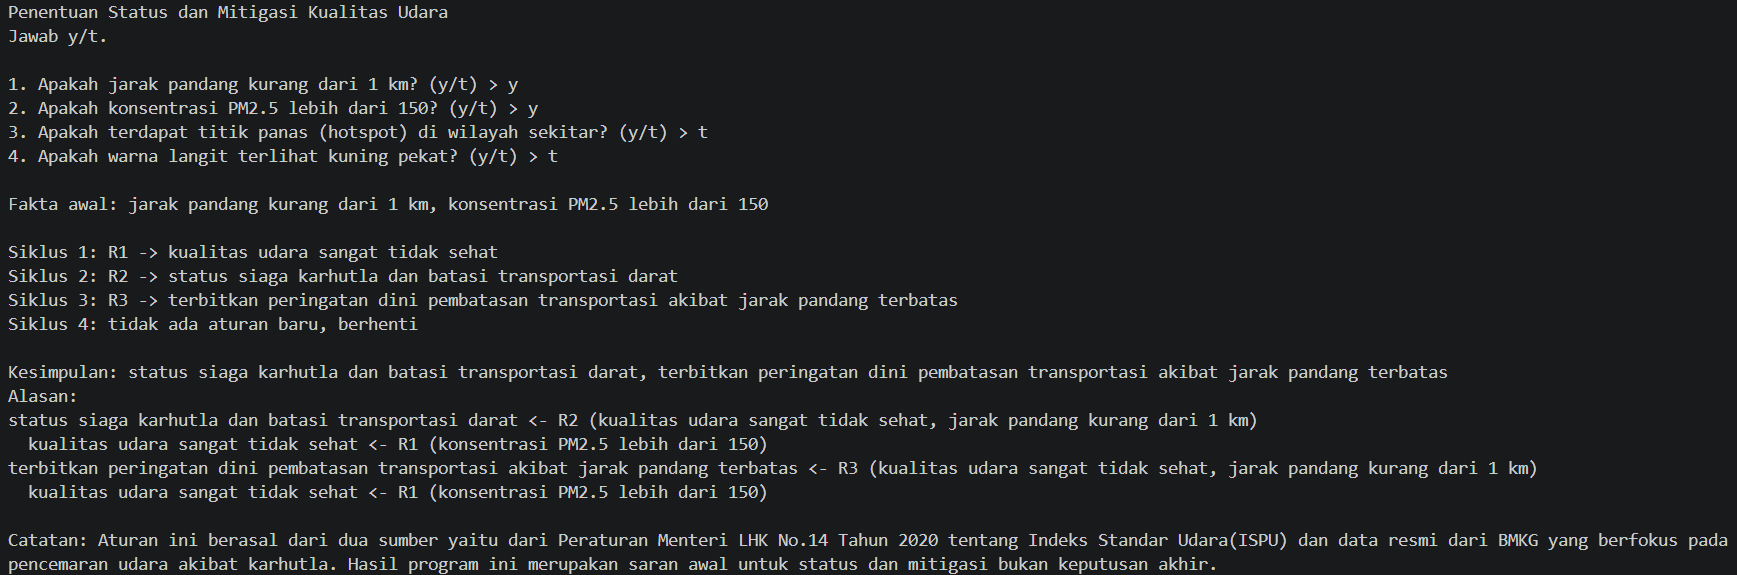 Penentuan Status dan Mitigasi Kualitas Udara
Jawab y/t.
1. Apakah jarak pandang kurang dari 1 km? (y/t) > y
2. Apakah konsentrasi PM2.5 lebih dari 150? (y/t) > y
3. Apakah terdapat titik panas (hotspot) di wilayah sekitar? (y/t) > t
4. Apakah warna langit terlihat kuning pekat? (y/t) > t
Fakta awal: jarak pandang kurang dari 1 km, konsentrasi PM2.5 lebih dari 150
Siklus 1: R1 -> kualitas udara sangat tidak sehat
Siklus 2: R2 -> status siaga karhutla dan batasi transportasi darat
Siklus 3: R3 -> terbitkan peringatan dini pembatasan transportasi akibat jarak pandang terbatas
Siklus 4: tidak ada aturan baru, berhenti
Kesimpulan: status siaga karhutla dan batasi transportasi darat, terbitkan peringatan dini pembatasan transportasi akibat jarak pandang terbatas
Alasan:
status siaga karhutla dan batasi transportasi darat <- R2 (kualitas udara sangat tidak sehat, jarak pandang kurang dari 1 km)
  kualitas udara sangat tidak sehat <- R1 (konsentrasi PM2.5 lebih dari 150)
terbitkan peringatan dini pembatasan transportasi akibat jarak pandang terbatas <- R3 (kualitas udara sangat tidak sehat, jarak pandang kurang dari 1 km)
  kualitas udara sangat tidak sehat <- R1 (konsentrasi PM2.5 lebih dari 150)
Catatan: Aturan ini berasal dari dua sumber yaitu dari Peraturan Menteri LHK No.14 Tahun 2020 tentang Indeks Standar Udara(ISPU) dan data resmi dari BMKG yang berfokus pada
pencemaran udara akibat karhutla. Hasil program ini merupakan saran awal untuk status dan mitigasi bukan keputusan akhir.